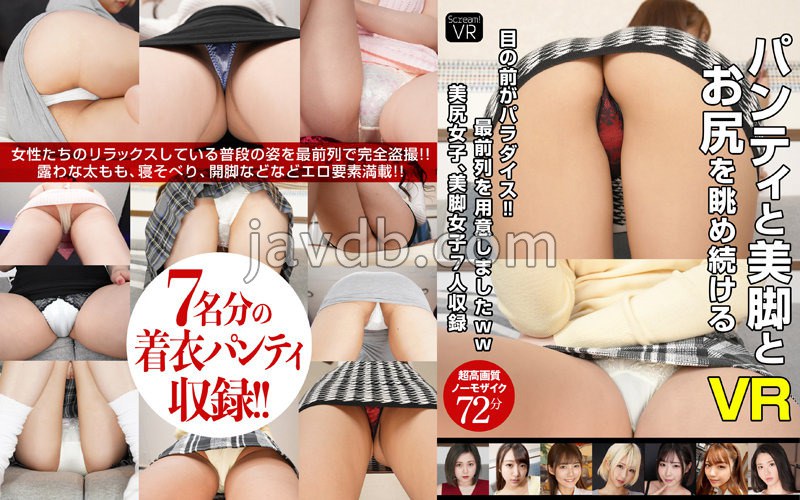 女性たちのリラックスしている普段の姿を最前列で完全盗撮!!
露わな太もも、寝そべり、開脚などなどエロ要素満載!!
7名分の
着衣パンティ
収録!!
Scream!
VR
パンティと美脚と
お尻を眺め続ける
VR
目の前がパラダイス!!
最前列を用意しましたww
美尻女子、美脚女子7人収録
超高画質
ノーモザイク
72分
javdb.com